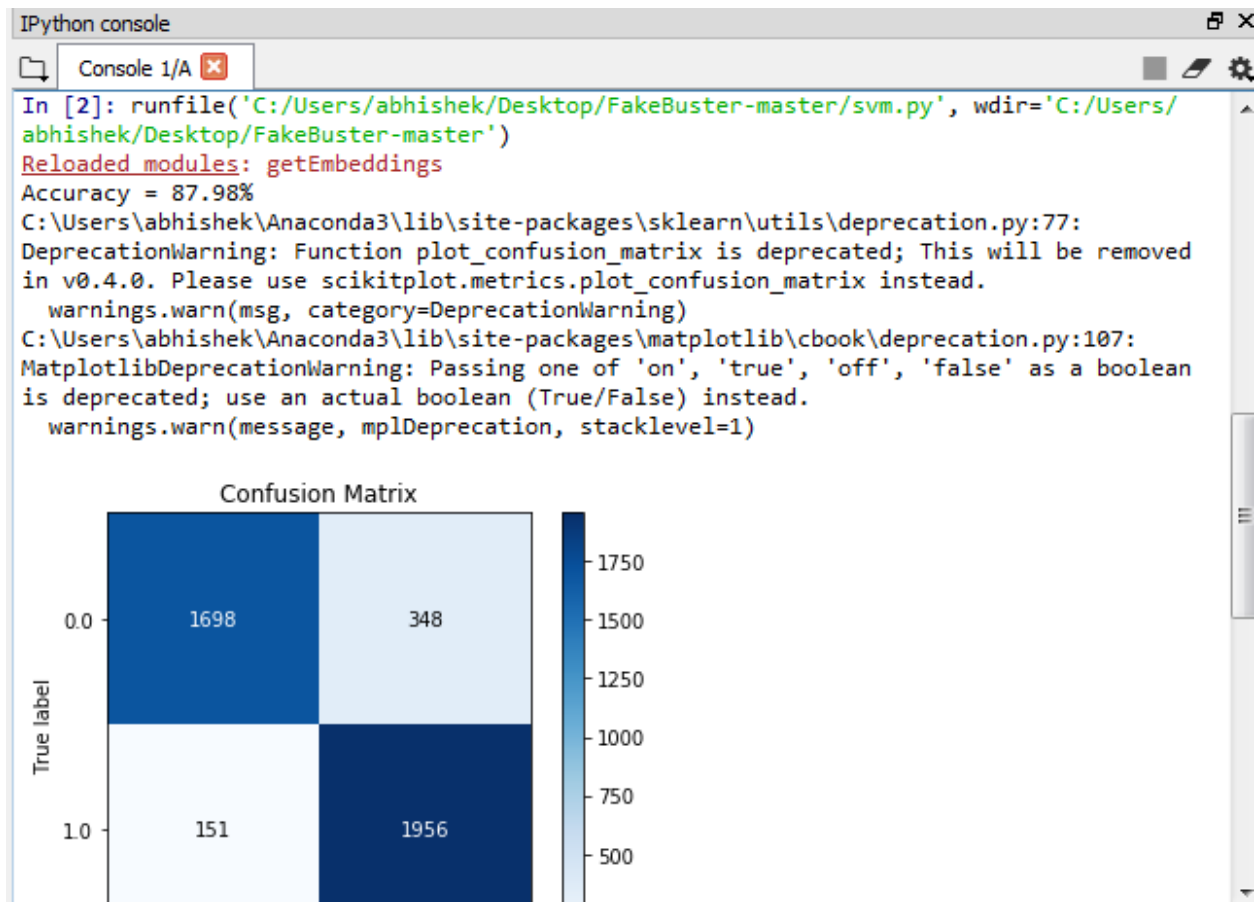 IPython console
Console 1/A
In [2]: runfile('C:/Users/abhishek/Desktop/FakeBuster-master/svm.py', wdir='C:/Users/
abhishek/Desktop/FakeBuster-master')
Reloaded modules: getEmbeddings
Accuracy = 87.98%
C:\Users\abhishek\Anaconda3\lib\site-packages\sklearn\utils\deprecation.py:77:
DeprecationWarning: Function plot_confusion_matrix is deprecated; This will be removed
in v0.4.0. Please use scikitplot.metrics.plot_confusion_matrix instead.
  warnings.warn(msg, category=DeprecationWarning)
C:\Users\abhishek\Anaconda3\lib\site-packages\matplotlib\cbook\deprecation.py:107:
MatplotlibDeprecationWarning: Passing one of 'on', 'true', 'off', 'false' as a boolean
is deprecated; use an actual boolean (True/False) instead.
  warnings.warn(message, mplDeprecation, stacklevel=1)
Confusion Matrix
True label
0.0
1698
348
1.0
151
1956
1750
1500
1250
1000
750
500